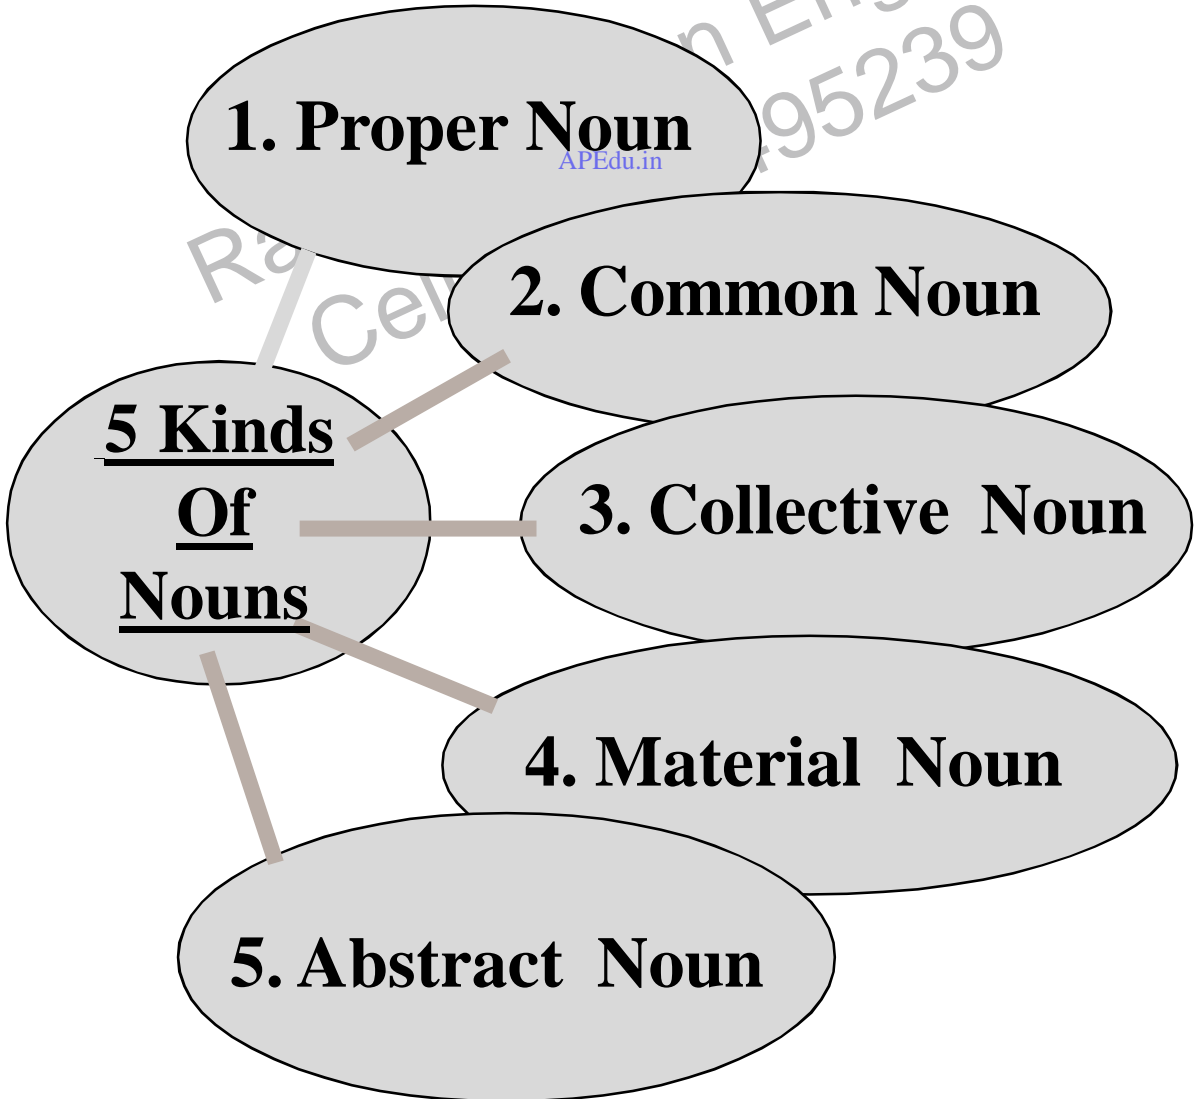 1. Proper Noun
APEdu.in
2. Common Noun
5 Kinds
Of
Nouns
3. Collective Noun
4. Material Noun
5. Abstract Noun
95239